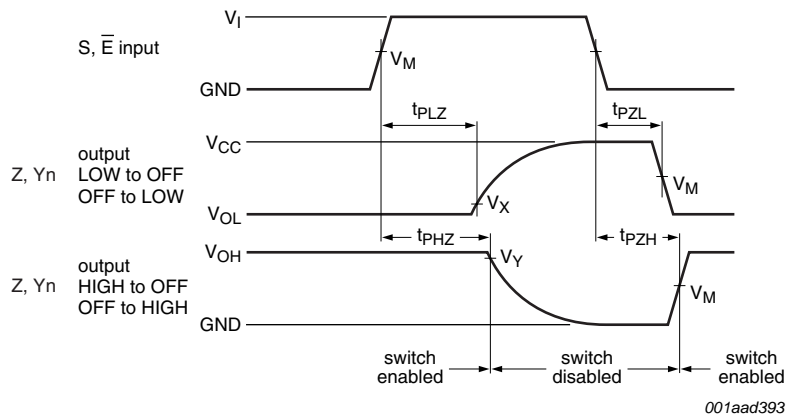 V_I
S, E̅ input
V_M
GND
t_PLZ
t_PZL
V_CC
output
Z, Yn
LOW to OFF
OFF to LOW
V_M
V_X
V_OL
t_PHZ
t_PZH
V_OH
V_Y
output
Z, Yn
HIGH to OFF
OFF to HIGH
V_M
GND
switch enabled
switch disabled
switch enabled
001aad393